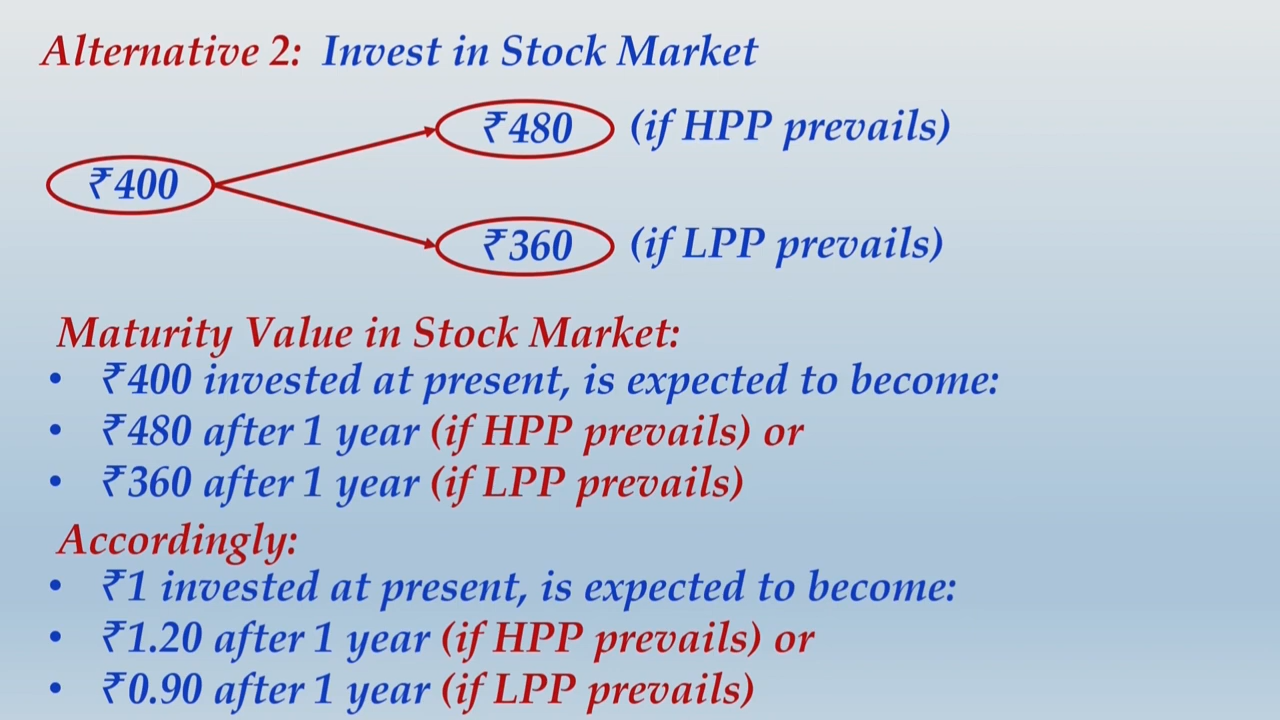 Alternative 2: Invest in Stock Market
₹480 (if HPP prevails)
₹400
₹360 (if LPP prevails)
Maturity Value in Stock Market:
• ₹400 invested at present, is expected to become:
• ₹480 after 1 year (if HPP prevails) or
• ₹360 after 1 year (if LPP prevails)
Accordingly:
• ₹1 invested at present, is expected to become:
• ₹1.20 after 1 year (if HPP prevails) or
• ₹0.90 after 1 year (if LPP prevails)